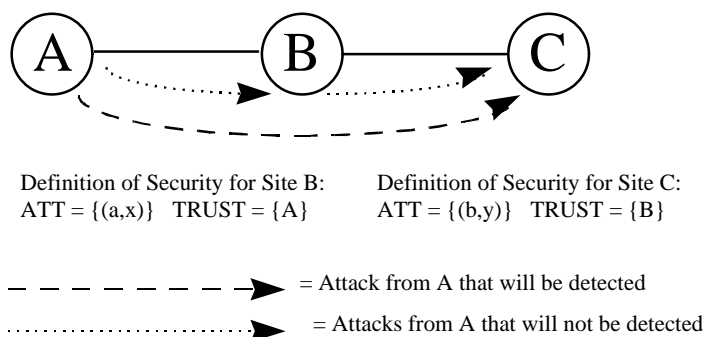 A B C
Definition of Security for Site B: Definition of Security for Site C:
ATT = {(a,x)} TRUST = {A} ATT = {(b,y)} TRUST = {B}
= Attack from A that will be detected
= Attacks from A that will not be detected